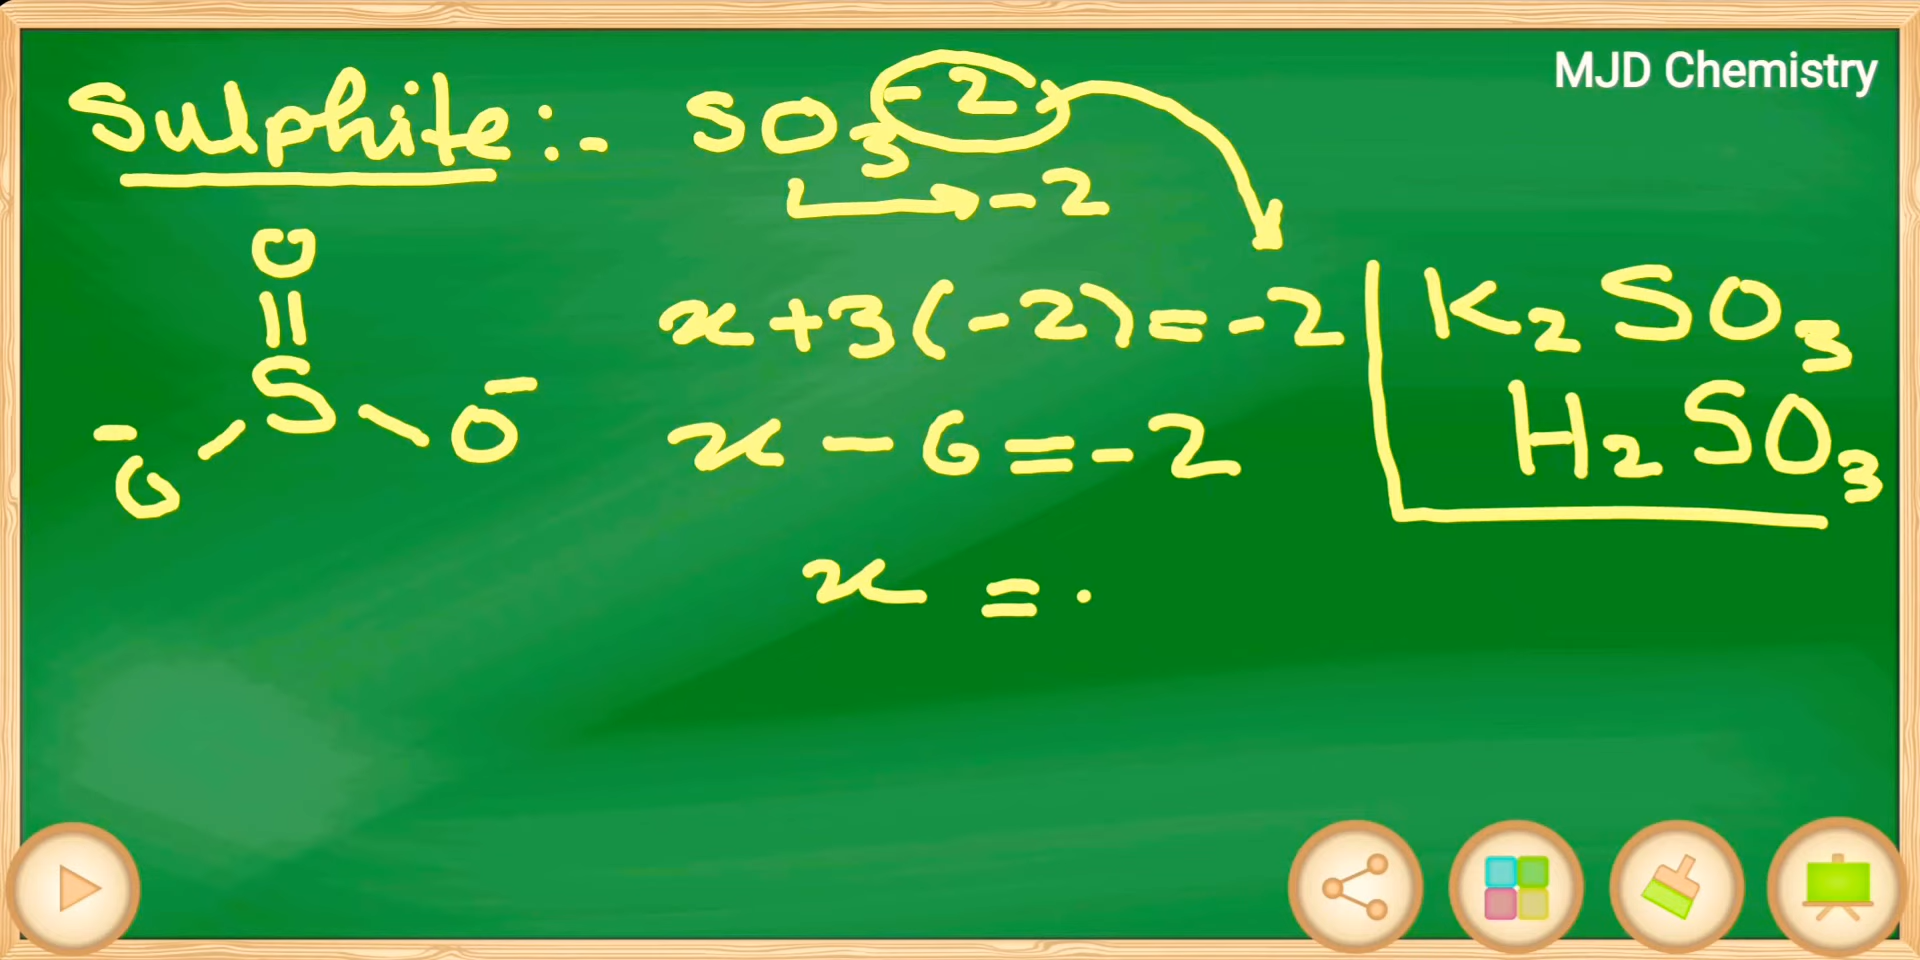 MJD Chemistry
Sulphite :- SO₃⁻²
→ -2
O
||
S
⁻O O⁻
x + 3(-2) = -2
x - 6 = -2
x = .
K₂SO₃
H₂SO₃